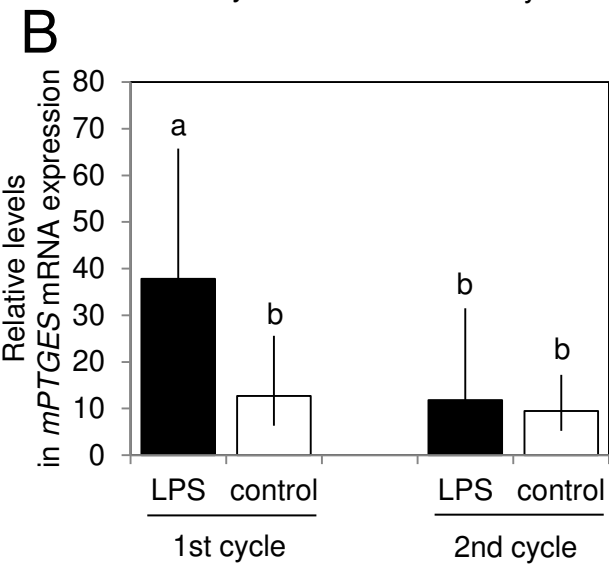 B
Relative levels
in mPTGES mRNA expression
80
70
60
50
40
30
20
10
0
a
b
b
b
LPS control LPS control
1st cycle 2nd cycle